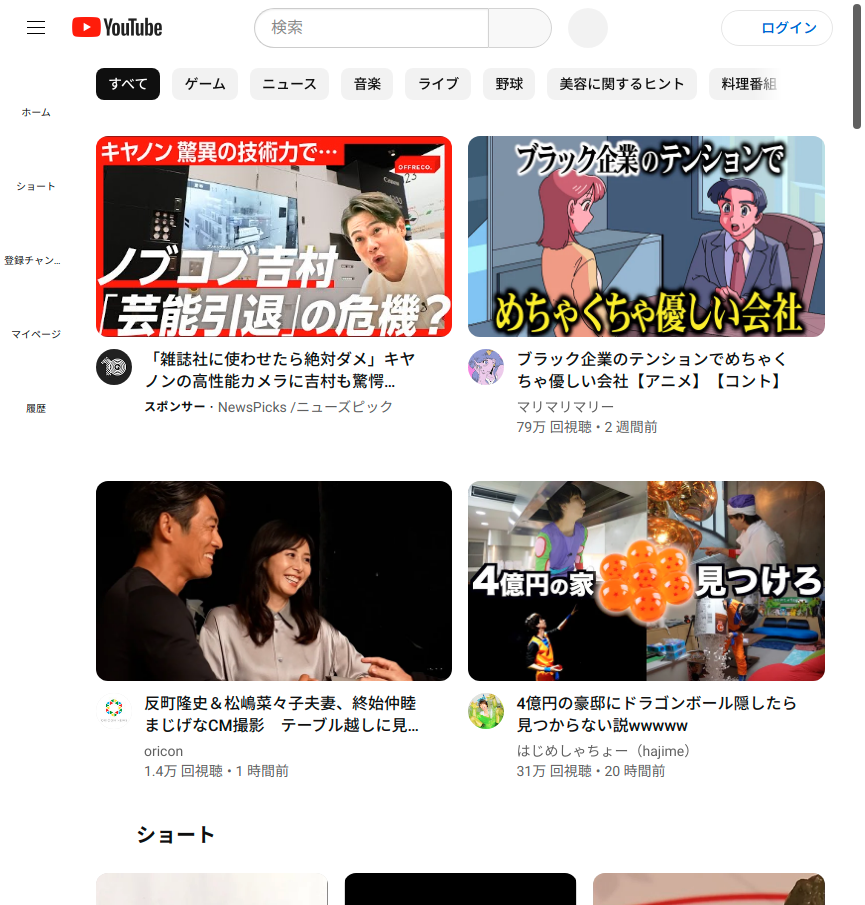 YouTube
検索
ログイン
すべて
ゲーム
ニュース
音楽
ライブ
野球
美容に関するヒント
料理番組
ホーム
ショート
登録チャン…
マイページ
履歴
キヤノン 驚異の技術力で…
OFFRECO.
ノブコブ吉村
「芸能引退」の危機?
ブラック企業のテンションで
めちゃくちゃ優しい会社
「雑誌社に使わせたら絶対ダメ」キヤ
ノンの高性能カメラに吉村も驚愕…
スポンサー · NewsPicks /ニューズピック
ブラック企業のテンションでめちゃく
ちゃ優しい会社【アニメ】【コント】
マリマリマリー
79万 回視聴 • 2 週間前
4億円の家
見つけろ
反町隆史＆松嶋菜々子夫妻、終始仲睦
まじげなCM撮影　テーブル越しに見…
oricon
1.4万 回視聴 • 1 時間前
4億円の豪邸にドラゴンボール隠したら
見つからない説wwwww
はじめしゃちょー（hajime）
31万 回視聴 • 20 時間前
ショート